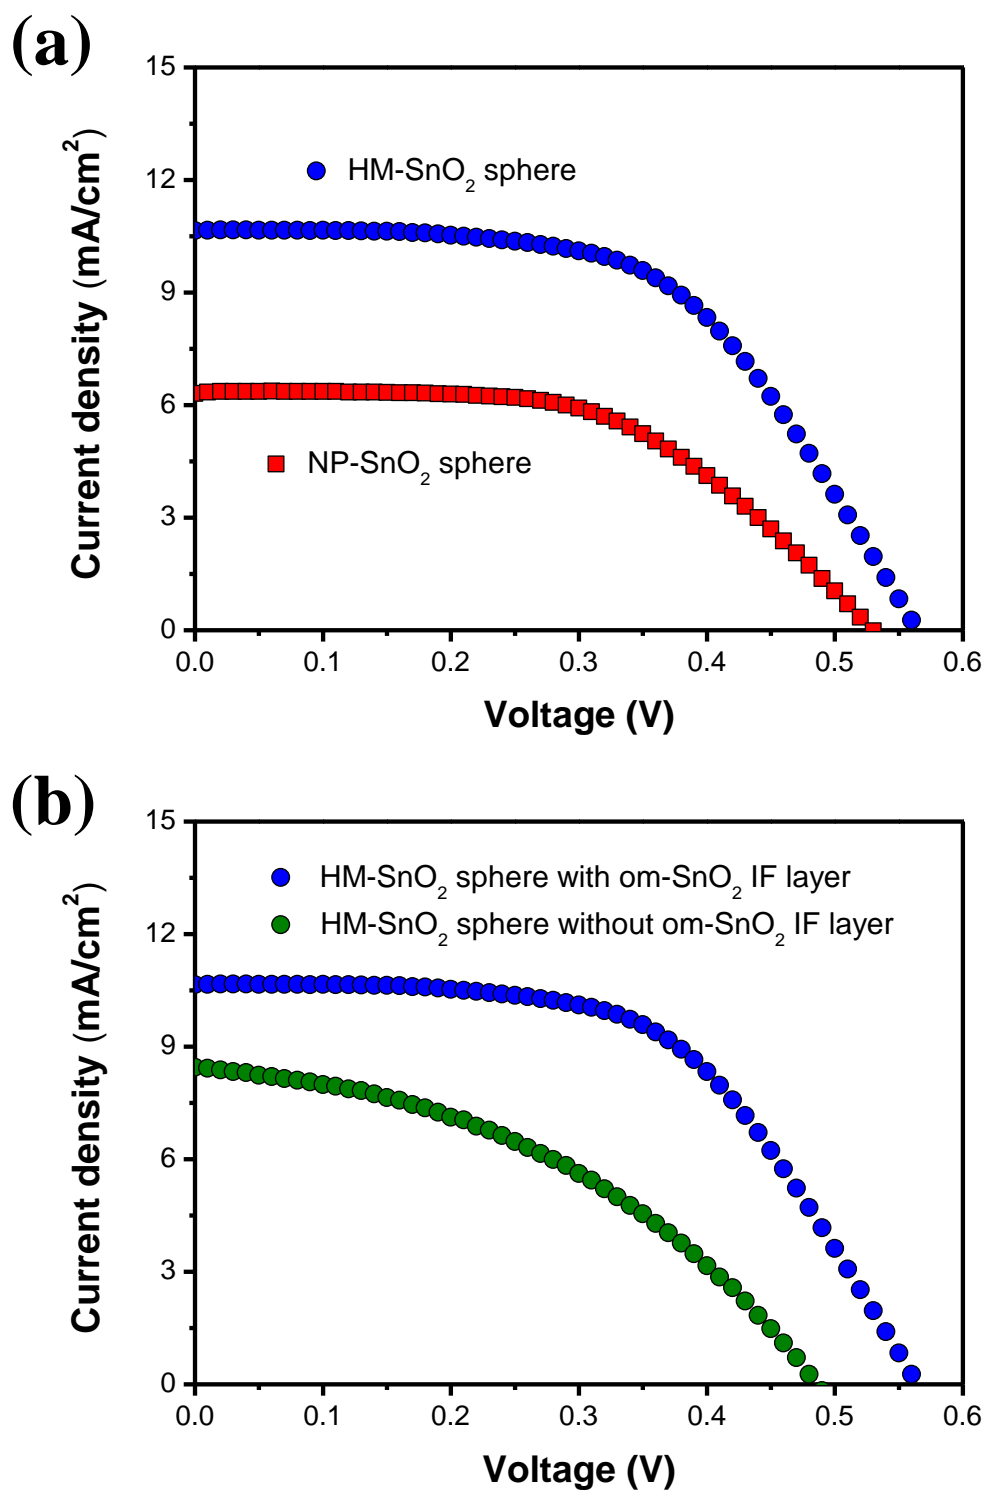 (a)
15
12
9
6
3
0
Current density (mA/cm²)
HM-SnO₂ sphere
NP-SnO₂ sphere
0.0 0.1 0.2 0.3 0.4 0.5 0.6
Voltage (V)
(b)
15
12
9
6
3
0
Current density (mA/cm²)
HM-SnO₂ sphere with om-SnO₂ IF layer
HM-SnO₂ sphere without om-SnO₂ IF layer
0.0 0.1 0.2 0.3 0.4 0.5 0.6
Voltage (V)